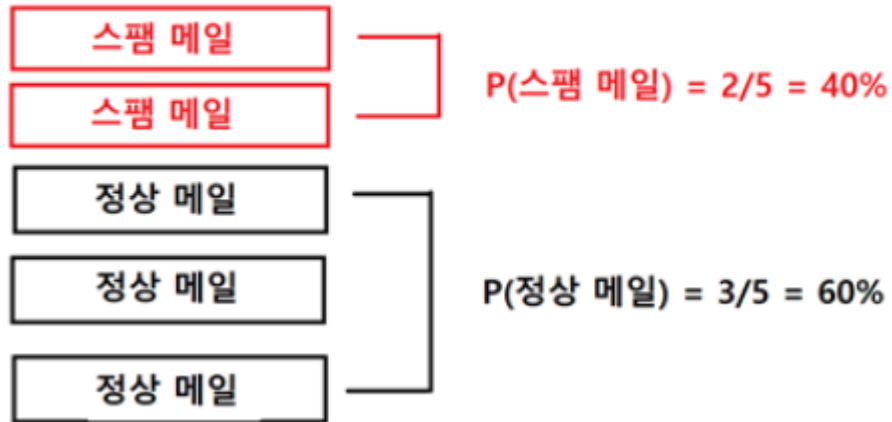 스팸 메일
스팸 메일
P(스팸 메일) = 2/5 = 40%
정상 메일
정상 메일
P(정상 메일) = 3/5 = 60%
정상 메일